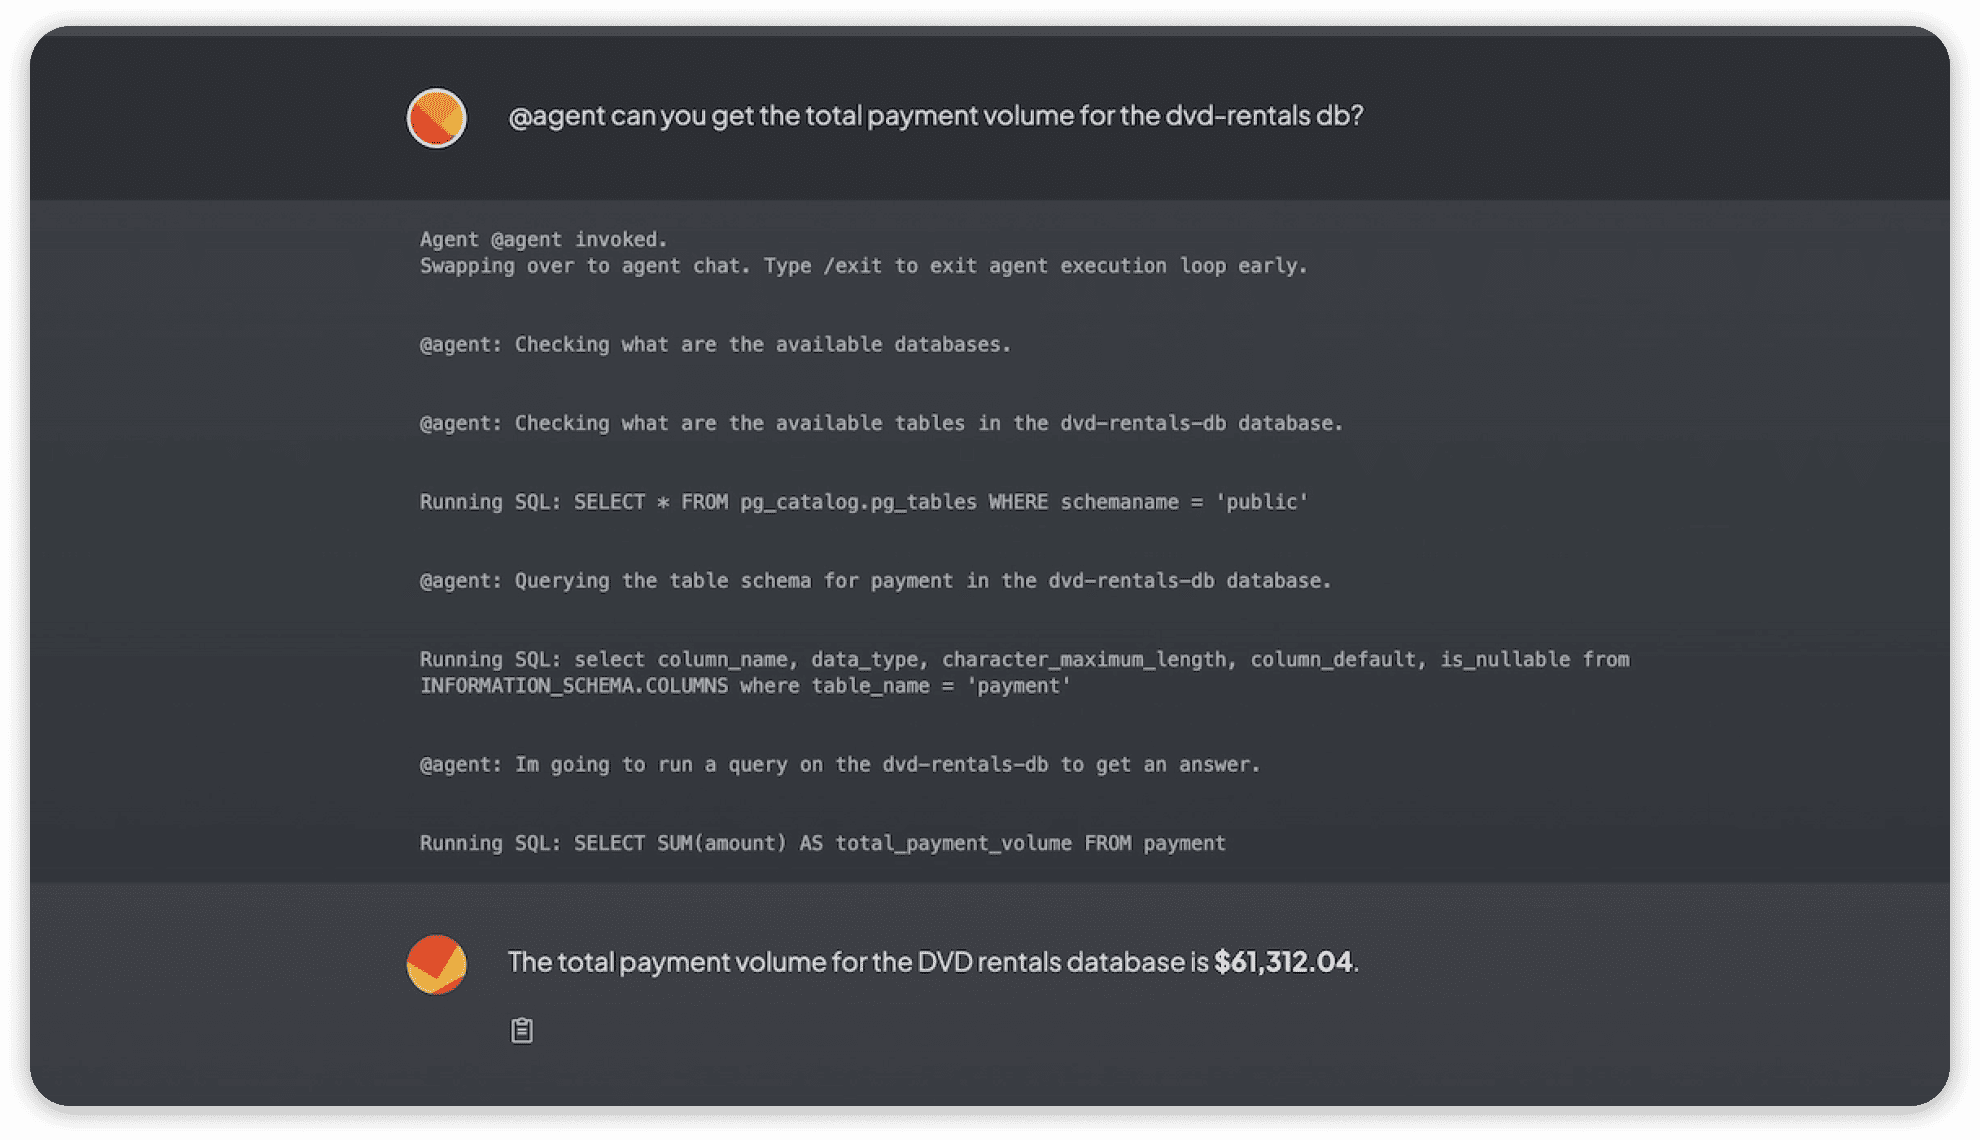 @agent can you get the total payment volume for the dvd-rentals db?
Agent @agent invoked.
Swapping over to agent chat. Type /exit to exit agent execution loop early.
@agent: Checking what are the available databases.
@agent: Checking what are the available tables in the dvd-rentals-db database.
Running SQL: SELECT * FROM pg_catalog.pg_tables WHERE schemaname = 'public'
@agent: Querying the table schema for payment in the dvd-rentals-db database.
Running SQL: select column_name, data_type, character_maximum_length, column_default, is_nullable from
INFORMATION_SCHEMA.COLUMNS where table_name = 'payment'
@agent: Im going to run a query on the dvd-rentals-db to get an answer.
Running SQL: SELECT SUM(amount) AS total_payment_volume FROM payment
The total payment volume for the DVD rentals database is $61,312.04.